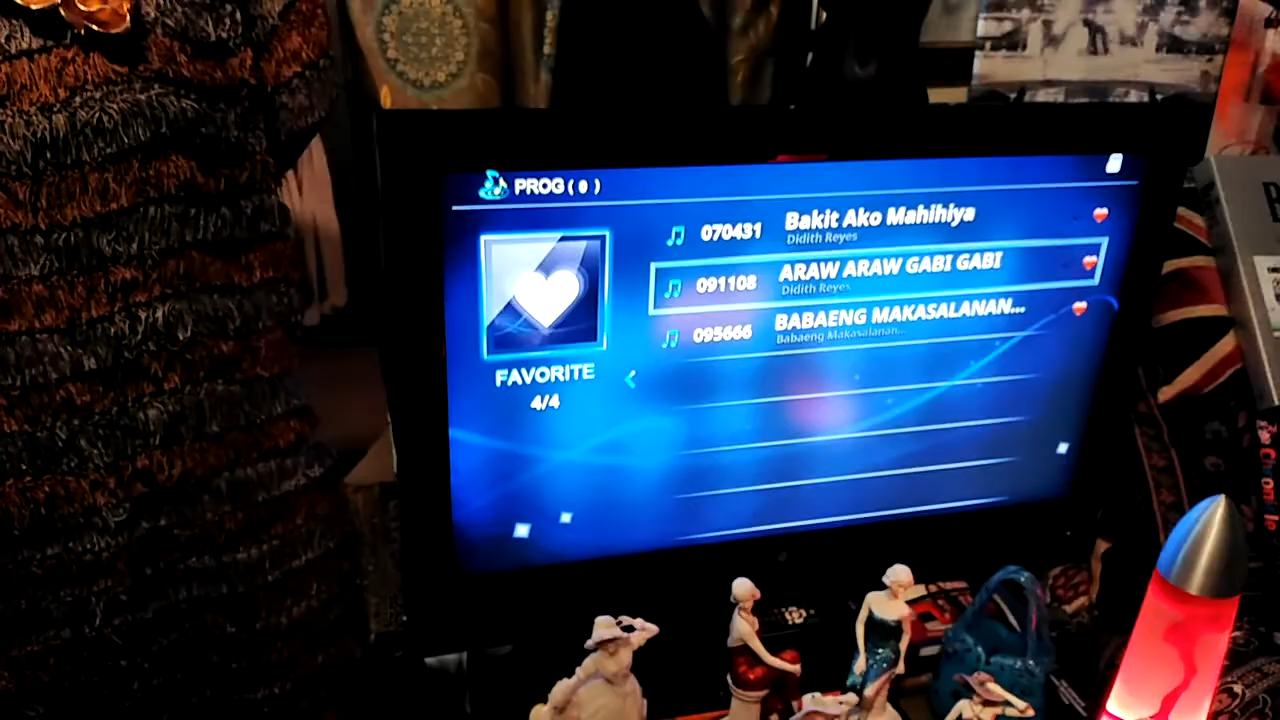 PROG ( 0 )
070431 Bakit Ako Mahihiya
Didith Reyes
091108 ARAW ARAW GABI GABI
Didith Reyes
095666 BABAENG MAKASALANAN...
Babaeng Makasalanan...
FAVORITE
4/4